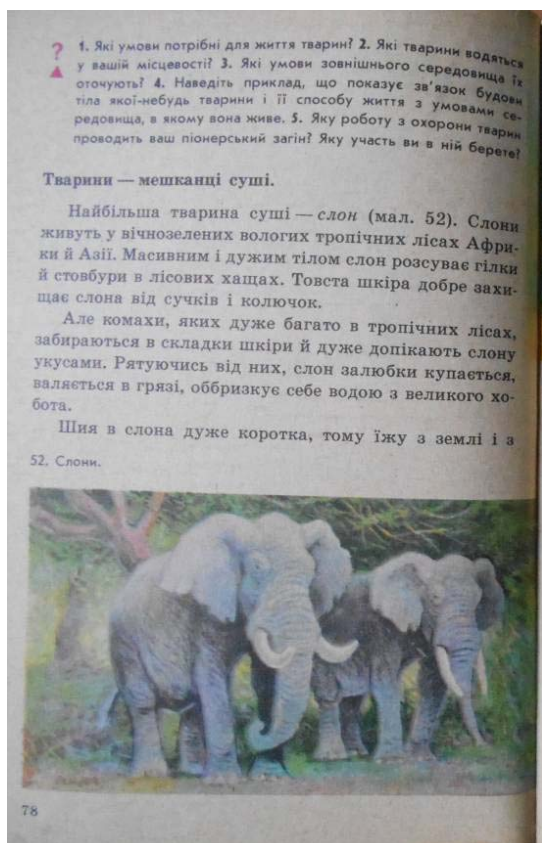 ? 1. Які умови потрібні для життя тварин? 2. Які тварини водяться
у вашій місцевості? 3. Які умови зовнішнього середовища їх
оточують? 4. Наведіть приклад, що показує зв'язок будови
тіла якої-небудь тварини і її способу життя з умовами се-
редовища, в якому вона живе. 5. Яку роботу з охорони тварин
проводить ваш піонерський загін? Яку участь ви в ній берете?
Тварини — мешканці суші.
Найбільша тварина суші — слон (мал. 52). Слони
живуть у вічнозелених вологих тропічних лісах Афри-
ки й Азії. Масивним і дужим тілом слон розсуває гілки
й стовбури в лісових хащах. Товста шкіра добре захи-
щає слона від сучків і колючок.
Але комахи, яких дуже багато в тропічних лісах,
забираються в складки шкіри й дуже допікають слону
укусами. Рятуючись від них, слон залюбки купається,
валяється в грязі, оббризкує себе водою з великого хо-
бота.
Шия в слона дуже коротка, тому їжу з землі і з
52. Слони.
78